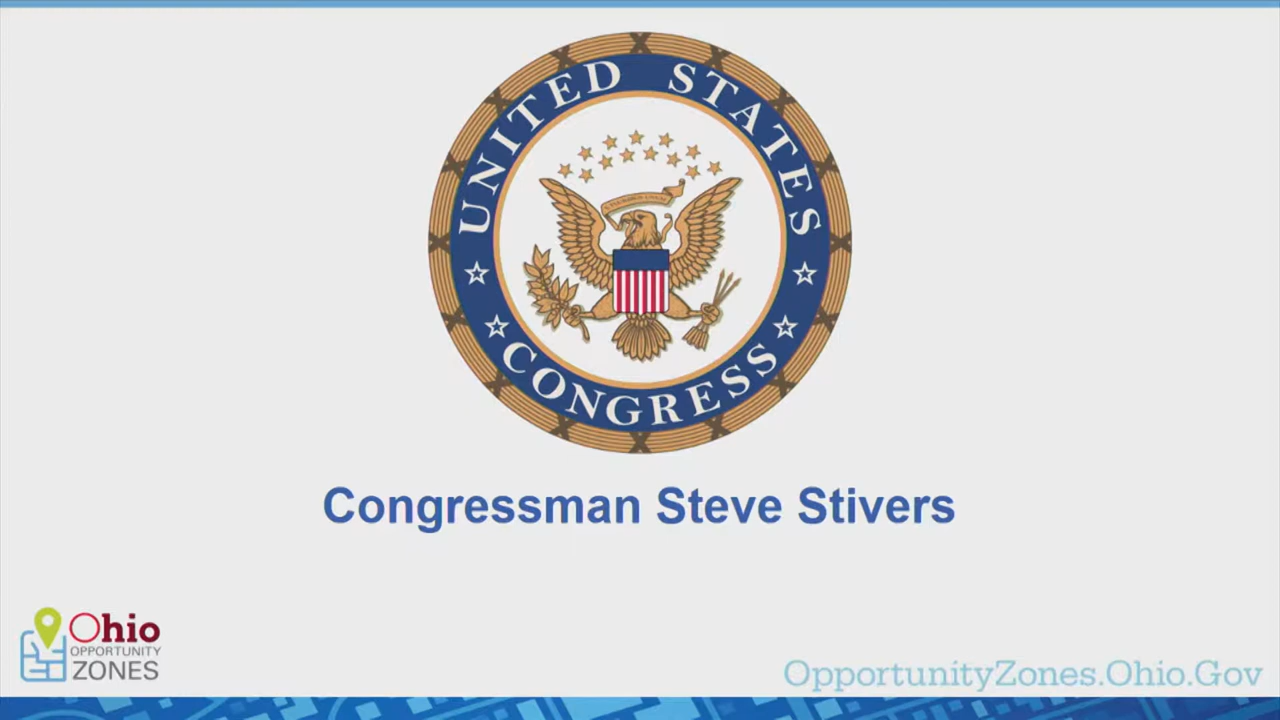 UNITED STATES
CONGRESS
Congressman Steve Stivers
Ohio
OPPORTUNITY
ZONES
OpportunityZones.Ohio.Gov